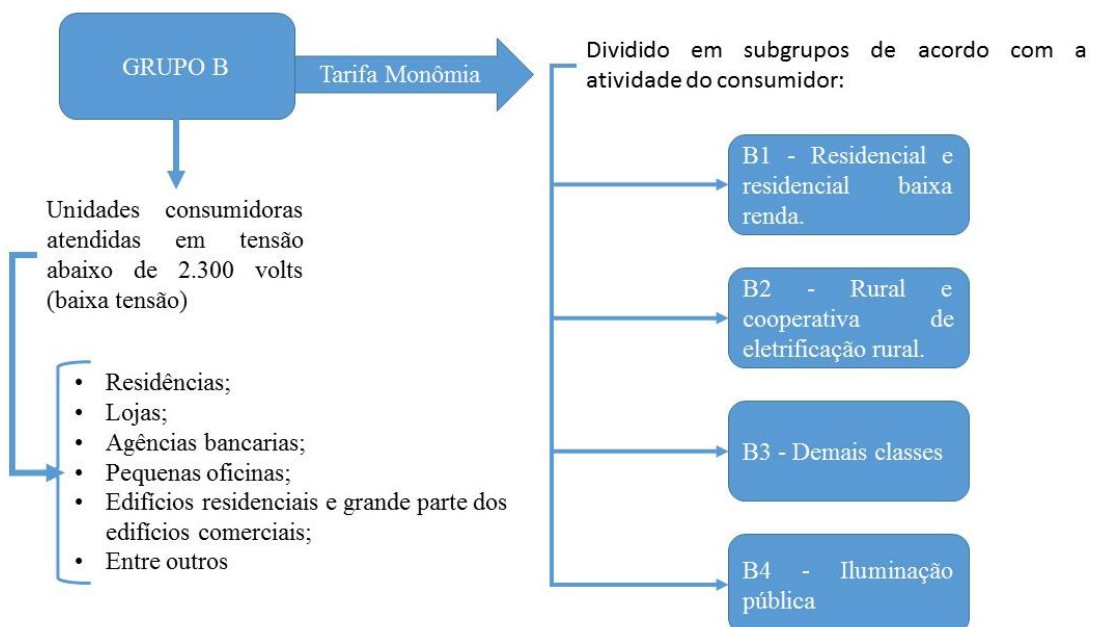 GRUPO B
Tarifa Monômia
Dividido em subgrupos de acordo com a
atividade do consumidor:
Unidades consumidoras
atendidas em tensão
abaixo de 2.300 volts
(baixa tensão)
• Residências;
• Lojas;
• Agências bancarias;
• Pequenas oficinas;
• Edifícios residenciais e grande parte dos
edifícios comerciais;
• Entre outros
B1 - Residencial e
residencial baixa
renda.
B2 - Rural e
cooperativa de
eletrificação rural.
B3 - Demais classes
B4 - Iluminação
pública